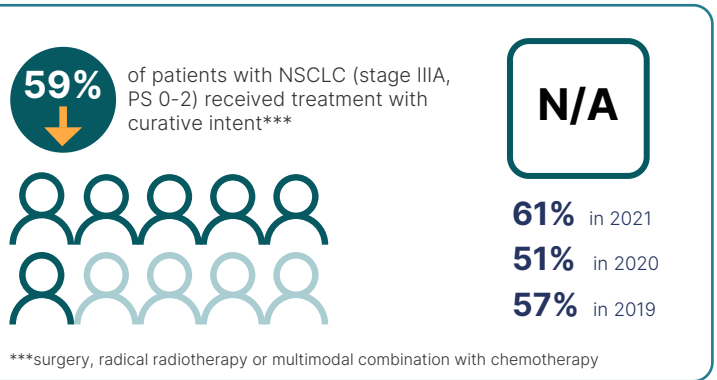 59%
of patients with NSCLC (stage IIIA,
PS 0-2) received treatment with
curative intent***
N/A
61% in 2021
51% in 2020
57% in 2019
***surgery, radical radiotherapy or multimodal combination with chemotherapy